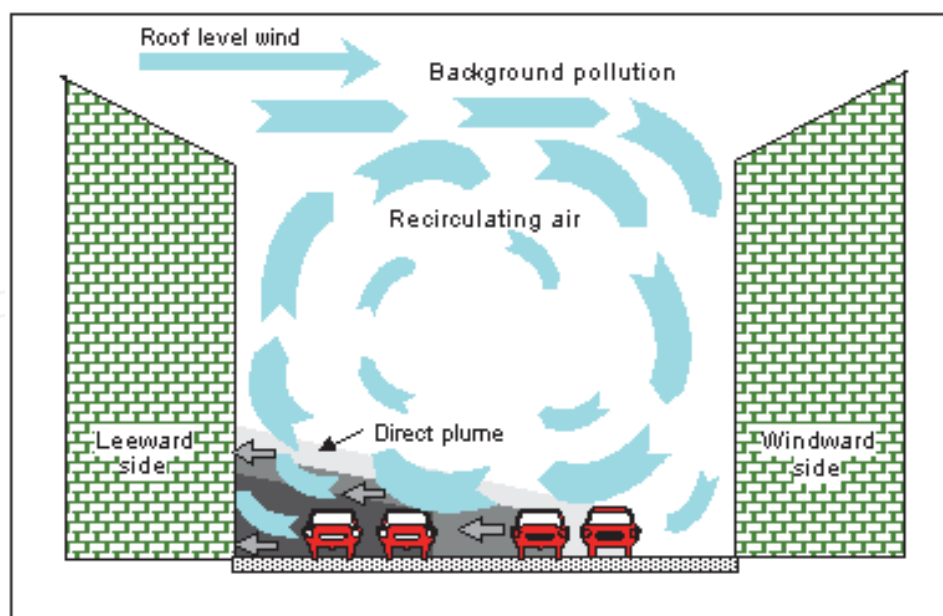 Roof level wind
Background pollution
Recirculating air
Direct plume
Leeward
side
Windward
side